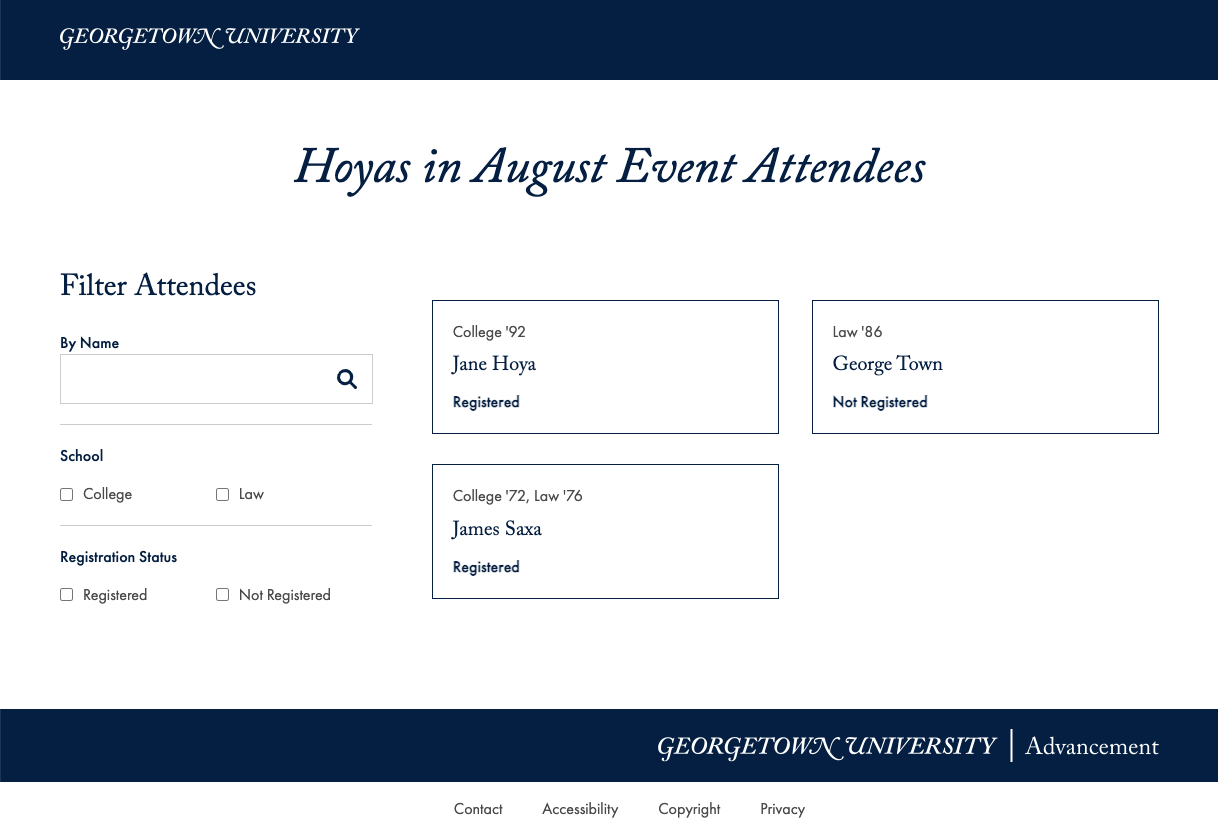 GEORGETOWN UNIVERSITY
Hoyas in August Event Attendees
Filter Attendees
By Name
School
College
Law
Registration Status
Registered
Not Registered
College '92
Jane Hoya
Registered
Law '86
George Town
Not Registered
College '72, Law '76
James Saxa
Registered
GEORGETOWN UNIVERSITY | Advancement
Contact Accessibility Copyright Privacy